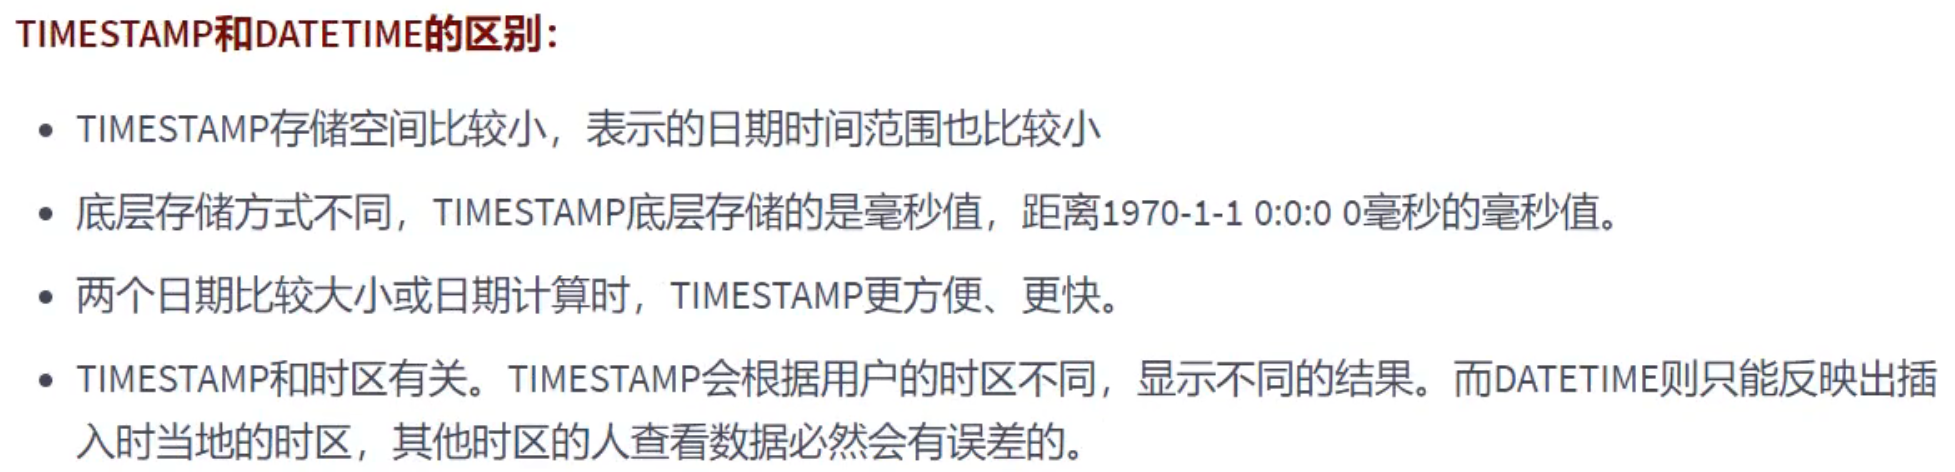 TIMESTAMP和DATETIME的区别：
• TIMESTAMP存储空间比较小，表示的日期时间范围也比较小
• 底层存储方式不同，TIMESTAMP底层存储的是毫秒值，距离1970-1-1 0:0:0 0毫秒的毫秒值。
• 两个日期比较大小或日期计算时，TIMESTAMP更方便、更快。
• TIMESTAMP和时区有关。TIMESTAMP会根据用户的时区不同，显示不同的结果。而DATETIME则只能反映出插
入时当地的时区，其他时区的人查看数据必然会有误差的。